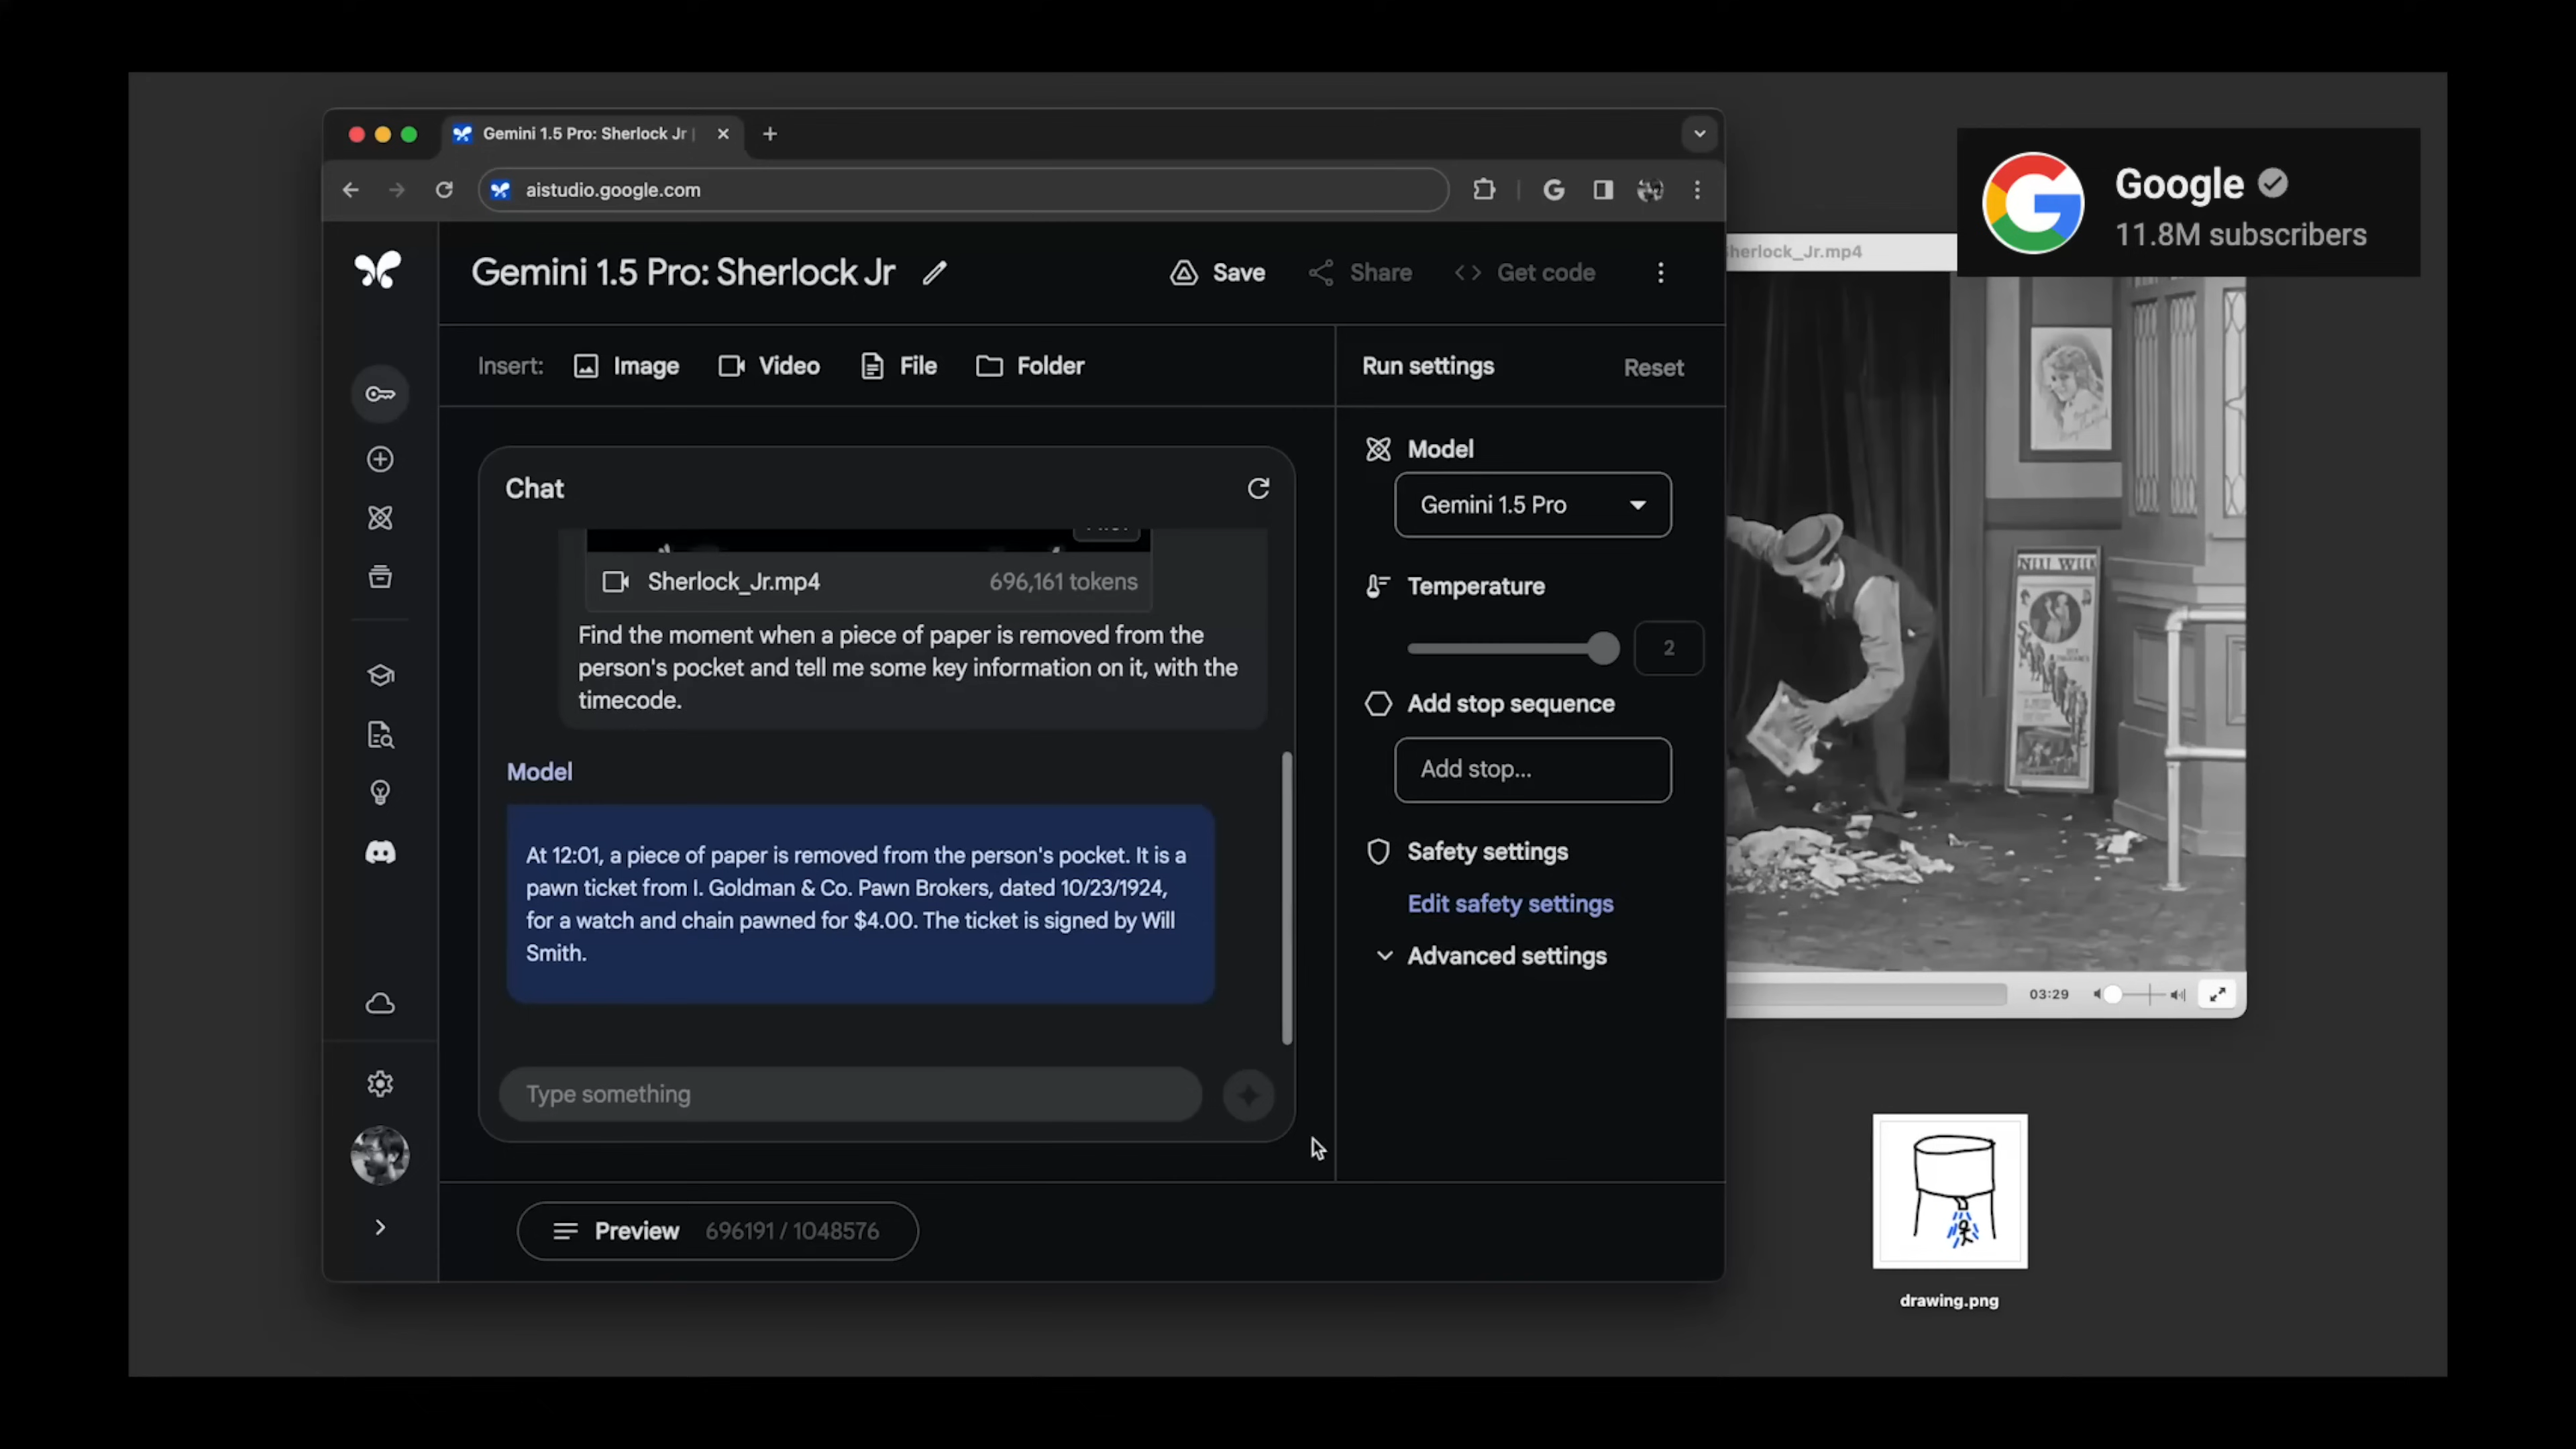 Gemini 1.5 Pro: Sherlock Jr
aistudio.google.com
Google
11.8M subscribers
Sherlock_Jr.mp4
Gemini 1.5 Pro: Sherlock Jr
Save
Share
Get code
Insert:
Image
Video
File
Folder
Run settings
Reset
Chat
Sherlock_Jr.mp4
696,161 tokens
Find the moment when a piece of paper is removed from the
person's pocket and tell me some key information on it, with the
timecode.
Model
At 12:01, a piece of paper is removed from the person's pocket. It is a
pawn ticket from I. Goldman & Co. Pawn Brokers, dated 10/23/1924,
for a watch and chain pawned for $4.00. The ticket is signed by Will
Smith.
Type something
Preview
696191 / 1048576
Model
Gemini 1.5 Pro
Temperature
2
Add stop sequence
Add stop...
Safety settings
Edit safety settings
Advanced settings
03:29
drawing.png